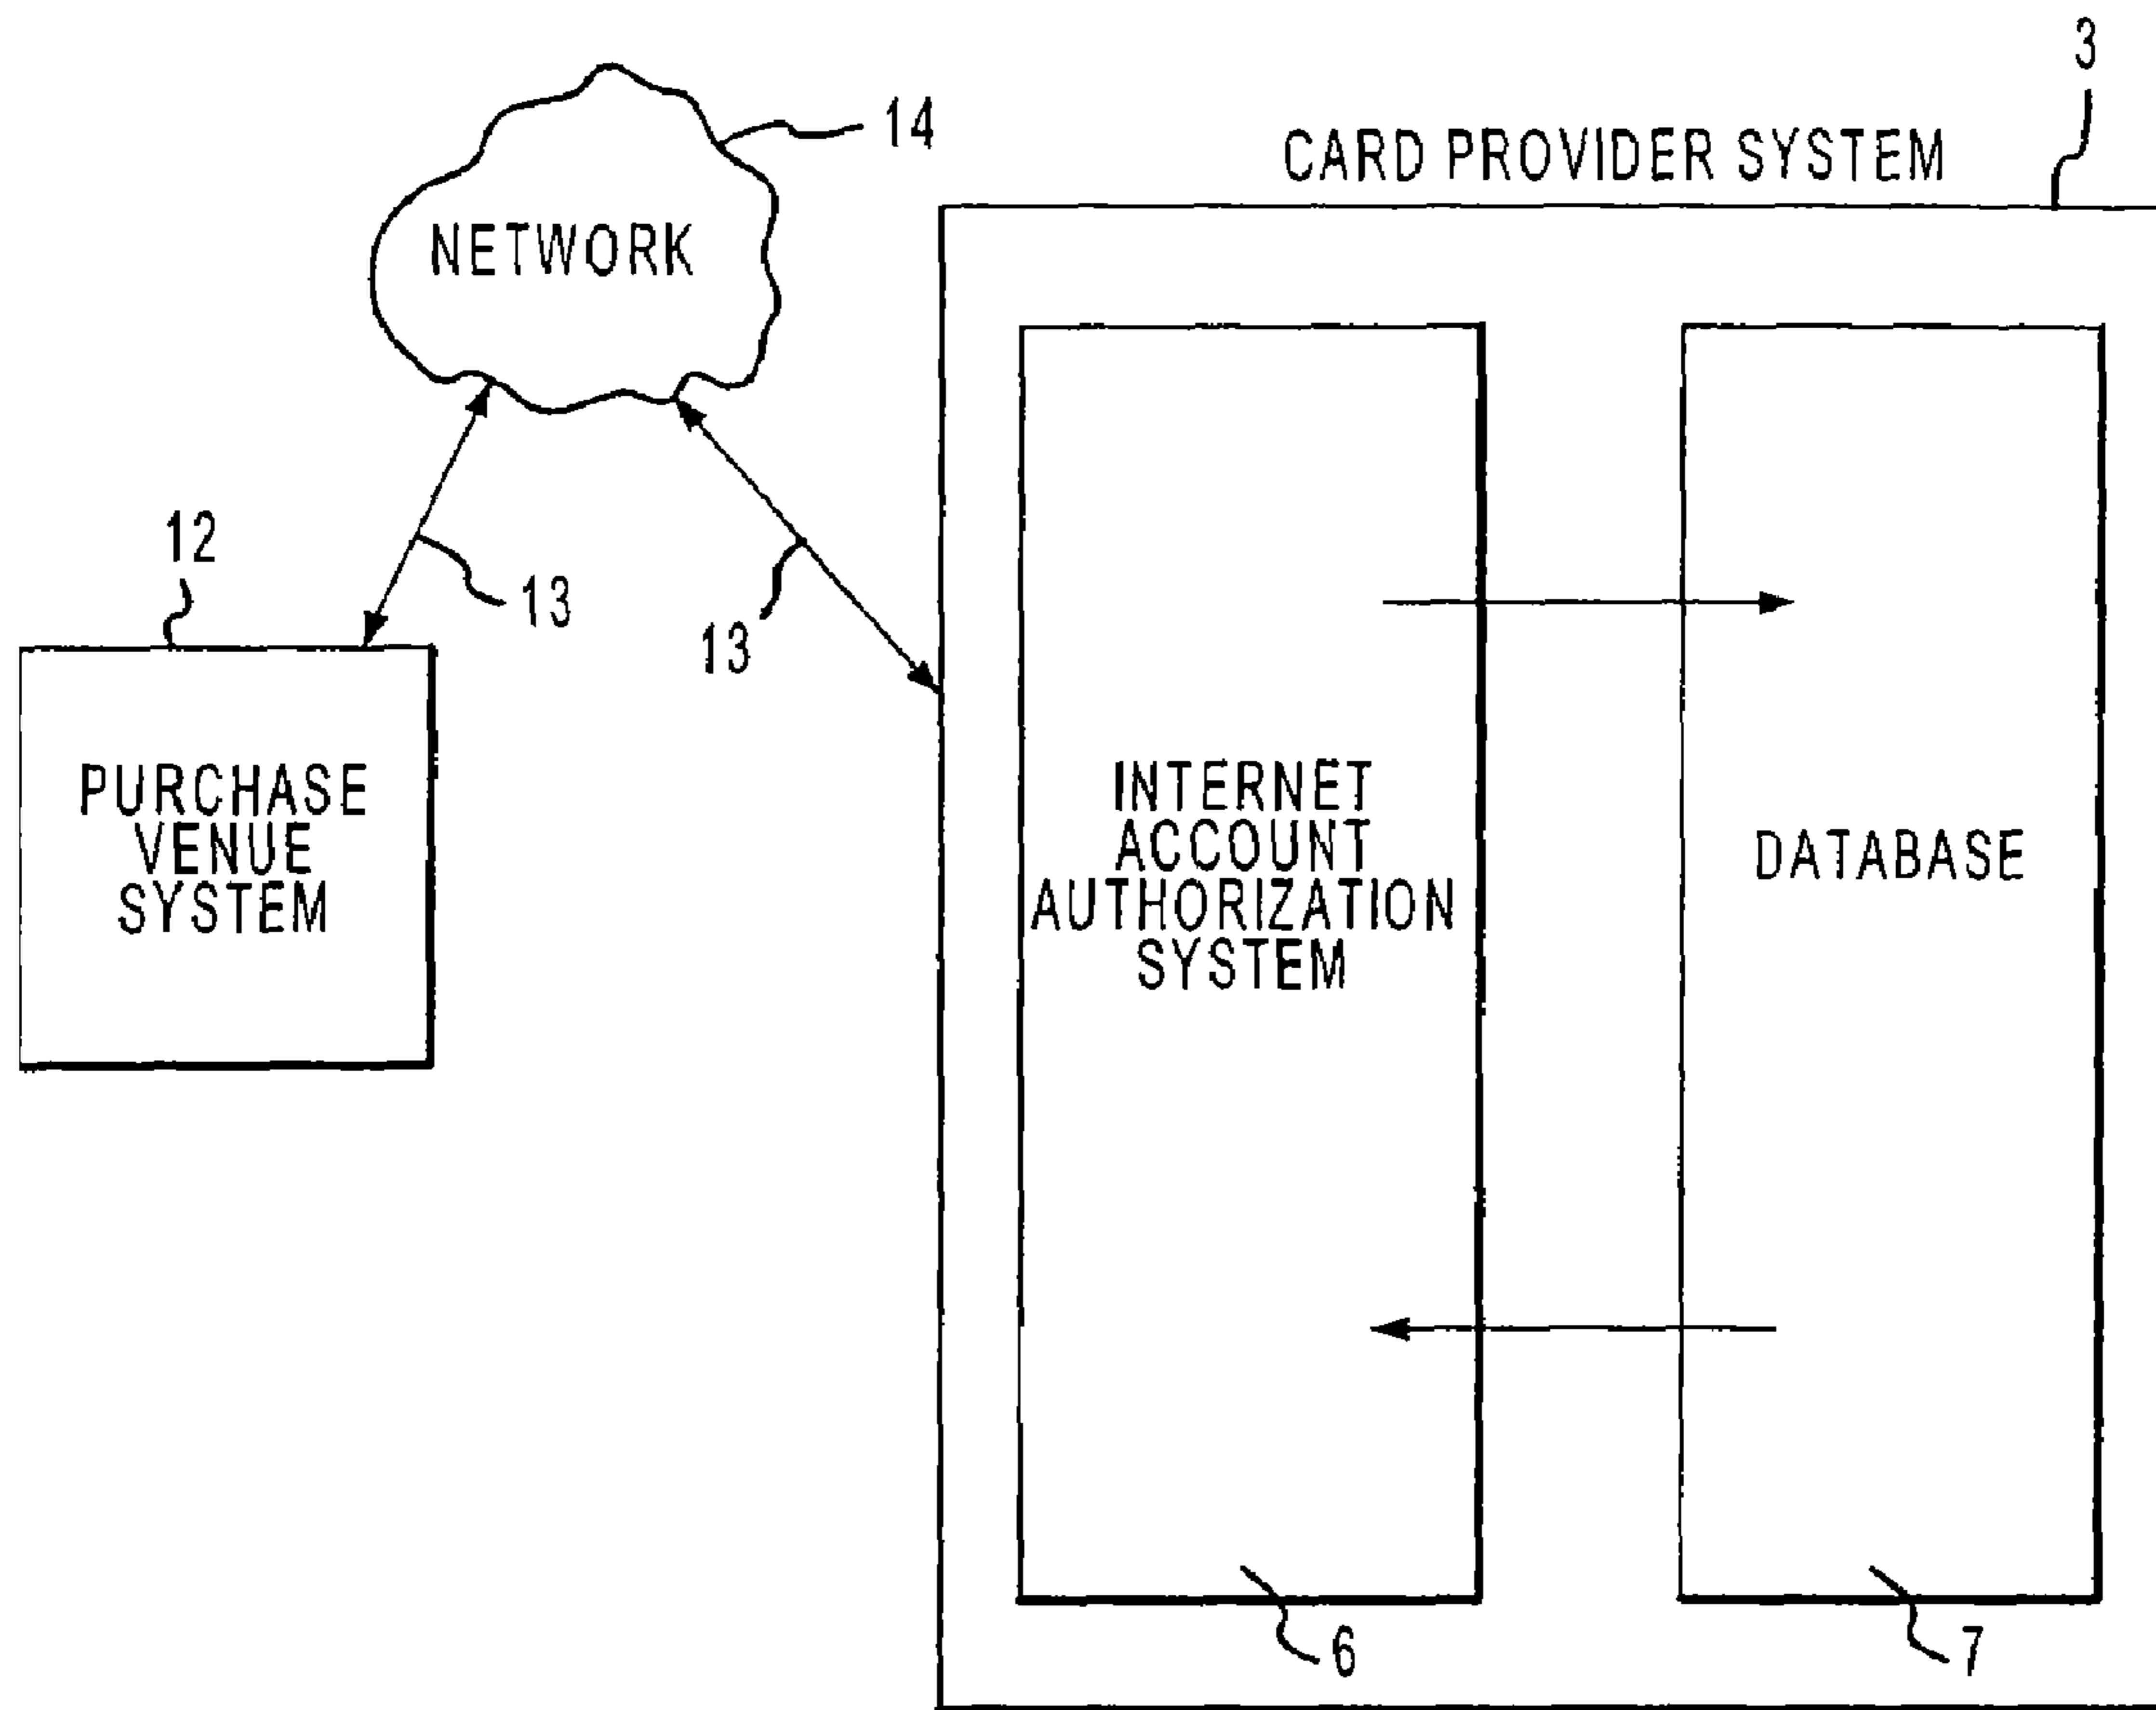 3
14
CARD PROVIDER SYSTEM
NETWORK
12
13
13
PURCHASE
VENUE
SYSTEM
INTERNET
ACCOUNT
AUTHORIZATION
SYSTEM
DATABASE
6
7